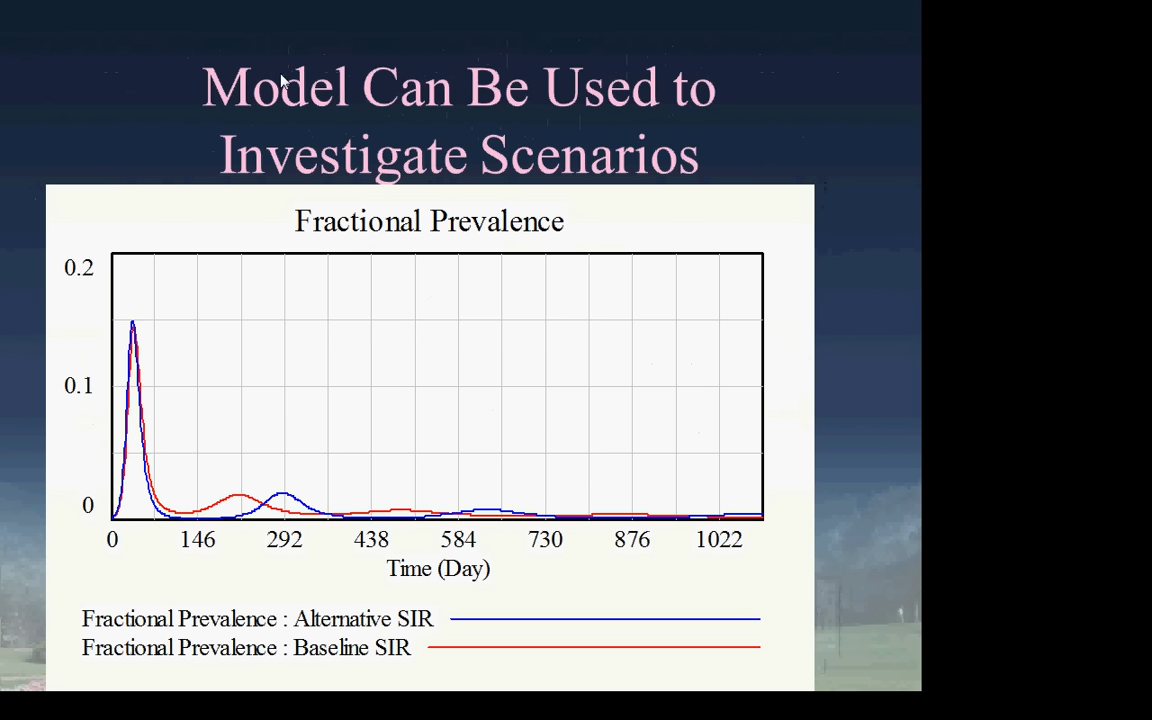 Model Can Be Used to
Investigate Scenarios
Fractional Prevalence
0.2
0.1
0
0 146 292 438 584 730 876 1022
Time (Day)
Fractional Prevalence : Alternative SIR
Fractional Prevalence : Baseline SIR